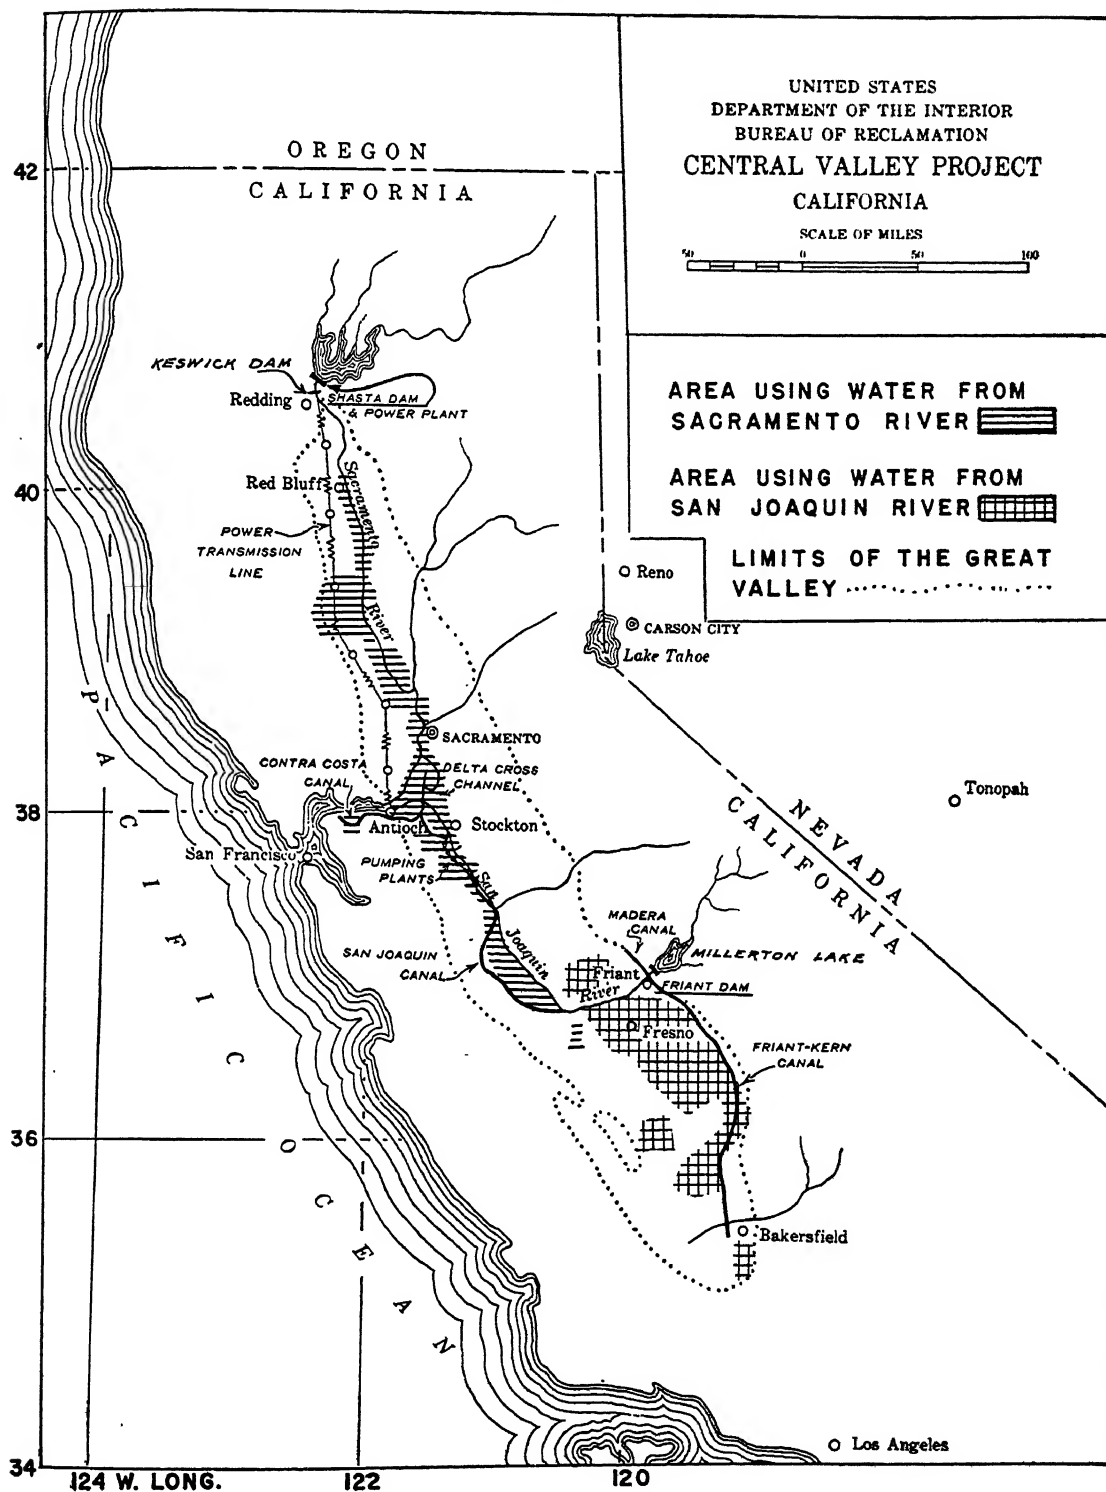 UNITED STATES
DEPARTMENT OF THE INTERIOR
BUREAU OF RECLAMATION
CENTRAL VALLEY PROJECT
CALIFORNIA
SCALE OF MILES
50 0 50 100
AREA USING WATER FROM
SACRAMENTO RIVER
AREA USING WATER FROM
SAN JOAQUIN RIVER
LIMITS OF THE GREAT
VALLEY
OREGON
42
CALIFORNIA
KESWICK DAM
Redding
SHASTA DAM
& POWER PLANT
Sacramento
River
40
Red Bluff
POWER
TRANSMISSION
LINE
Reno
CARSON CITY
Lake Tahoe
SACRAMENTO
CONTRA COSTA
CANAL
DELTA CROSS
CHANNEL
Tonopah
NEVADA
CALIFORNIA
38
Antioch
Stockton
San Francisco
PUMPING
PLANTS
San
Joaquin
River
MADERA
CANAL
SAN JOAQUIN
CANAL
MILLERTON LAKE
Friant
FRIANT DAM
Fresno
FRIANT-KERN
CANAL
36
PACIFIC OCEAN
Bakersfield
Los Angeles
34
124 W. LONG.
122
120